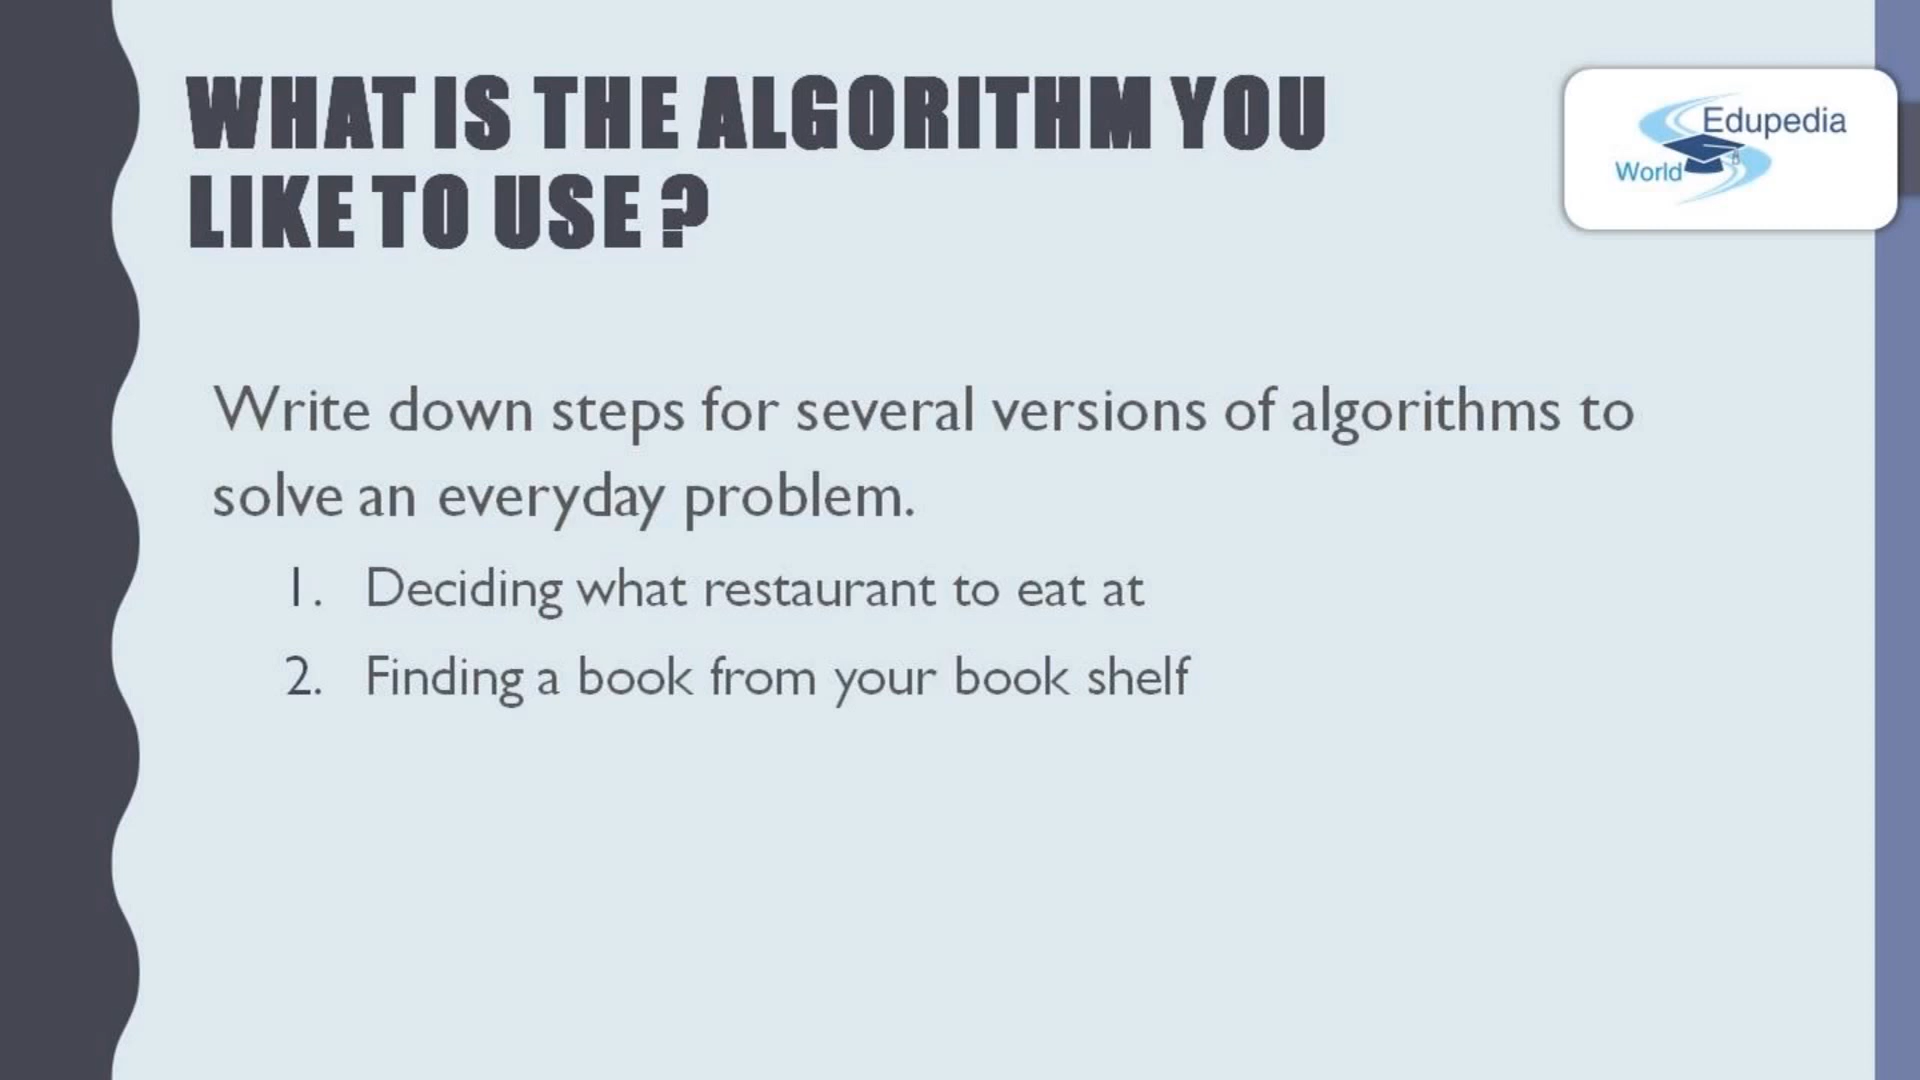 WHAT IS THE ALGORITHM YOU
LIKE TO USE ?
Edupedia
World
Write down steps for several versions of algorithms to
solve an everyday problem.
1. Deciding what restaurant to eat at
2. Finding a book from your book shelf